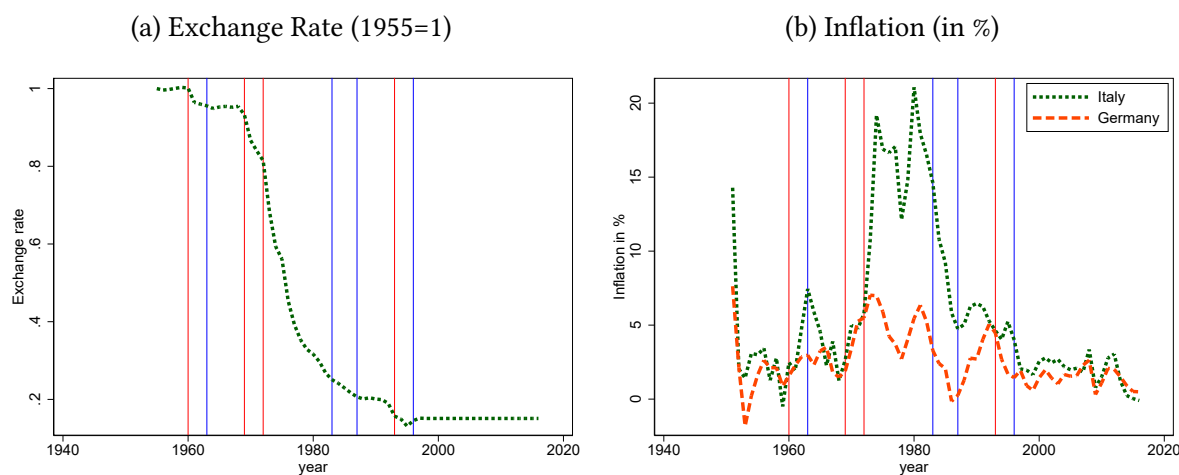 (a) Exchange Rate (1955=1)
Exchange rate
1
.8
.6
.4
.2
1940 1960 1980 2000 2020
year
(b) Inflation (in %)
Inflation in %
20
15
10
5
0
Italy
Germany
1940 1960 1980 2000 2020
year